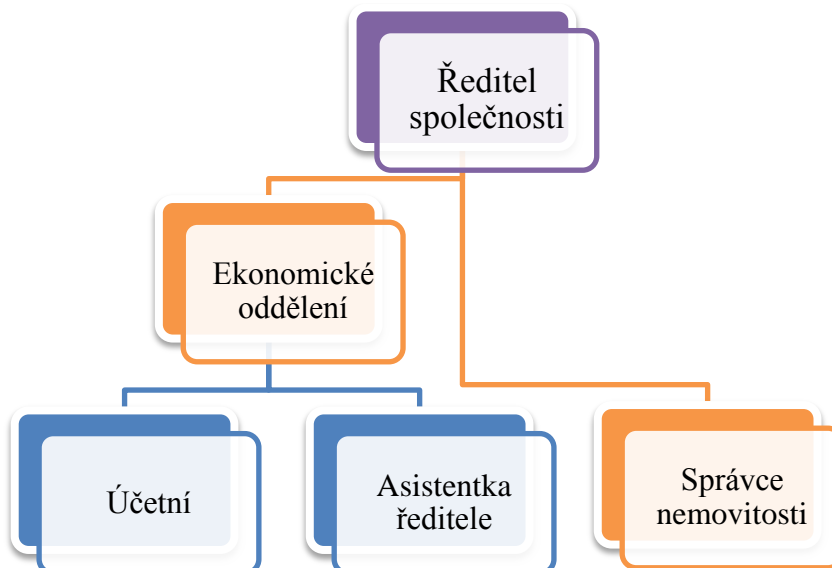 Ředitel
společnosti
Ekonomické
oddělení
Účetní
Asistentka
ředitele
Správce
nemovitosti